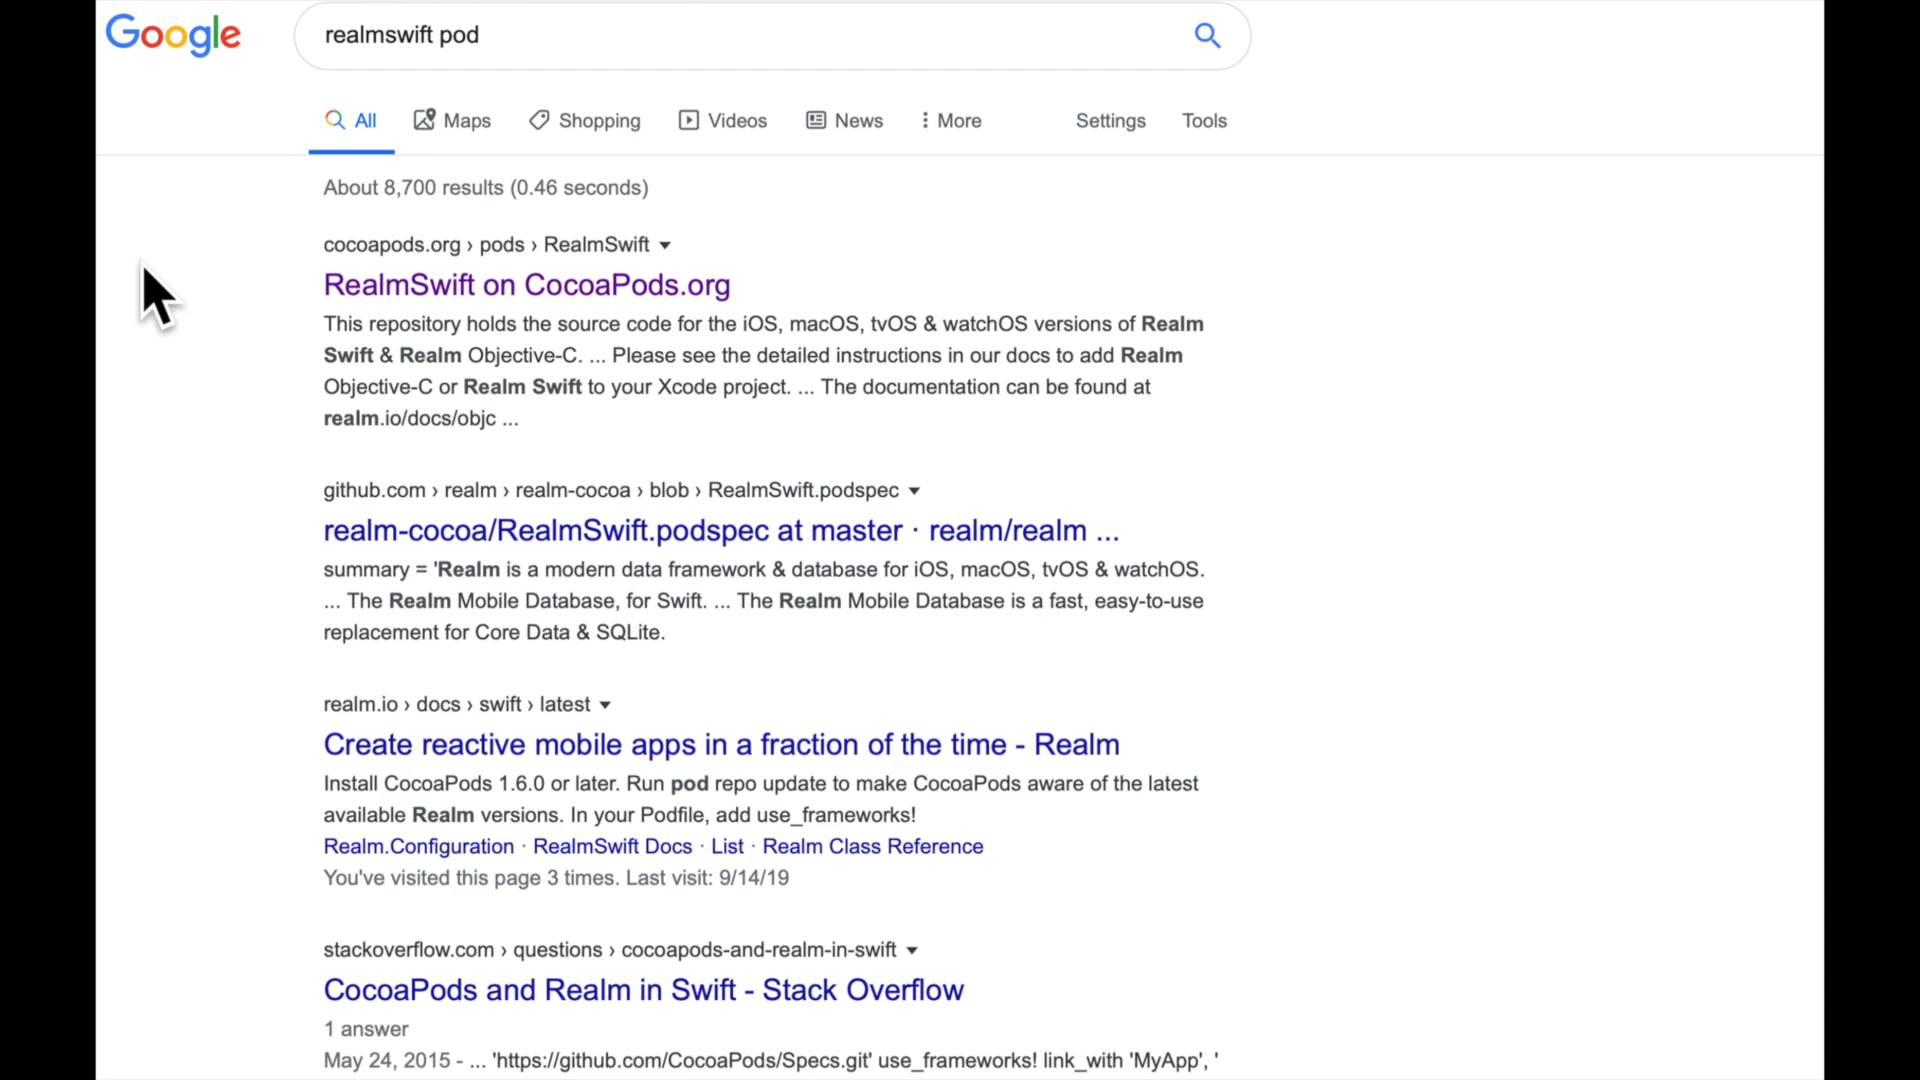 Google
realmswift pod
All Maps Shopping Videos News More Settings Tools
About 8,700 results (0.46 seconds)
cocoapods.org › pods › RealmSwift
RealmSwift on CocoaPods.org
This repository holds the source code for the iOS, macOS, tvOS & watchOS versions of Realm
Swift & Realm Objective-C. ... Please see the detailed instructions in our docs to add Realm
Objective-C or Realm Swift to your Xcode project. ... The documentation can be found at
realm.io/docs/objc ...
github.com › realm › realm-cocoa › blob › RealmSwift.podspec
realm-cocoa/RealmSwift.podspec at master · realm/realm ...
summary = 'Realm is a modern data framework & database for iOS, macOS, tvOS & watchOS.
... The Realm Mobile Database, for Swift. ... The Realm Mobile Database is a fast, easy-to-use
replacement for Core Data & SQLite.
realm.io › docs › swift › latest
Create reactive mobile apps in a fraction of the time - Realm
Install CocoaPods 1.6.0 or later. Run pod repo update to make CocoaPods aware of the latest
available Realm versions. In your Podfile, add use_frameworks!
Realm.Configuration · RealmSwift Docs · List · Realm Class Reference
You've visited this page 3 times. Last visit: 9/14/19
stackoverflow.com › questions › cocoapods-and-realm-in-swift
CocoaPods and Realm in Swift - Stack Overflow
1 answer
May 24, 2015 - ... 'https://github.com/CocoaPods/Specs.git' use_frameworks! link_with 'MyApp', '